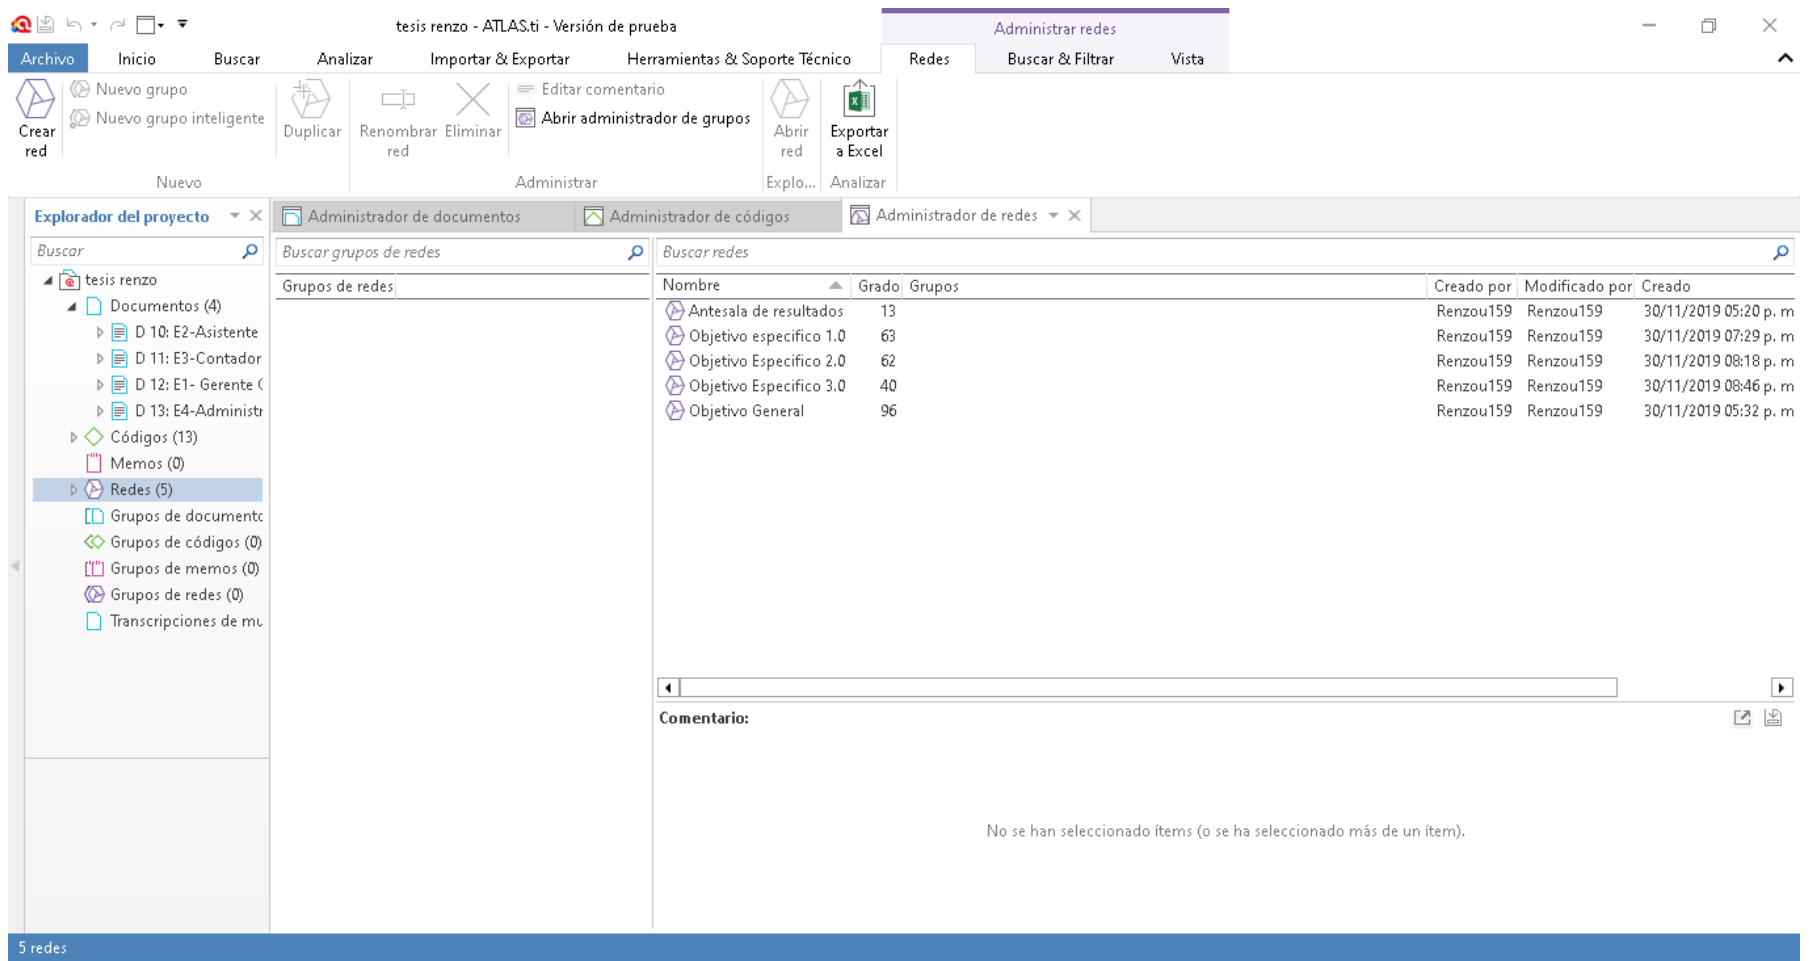 tesis renzo - ATLAS.ti - Versión de prueba
Administrar redes
Archivo Inicio Buscar Analizar Importar & Exportar Herramientas & Soporte Técnico Redes Buscar & Filtrar Vista
Crear red
Nuevo grupo
Nuevo grupo inteligente
Nuevo
Duplicar
Renombrar red
Eliminar
Editar comentario
Abrir administrador de grupos
Administrar
Abrir red
Explo...
Exportar a Excel
Analizar
Explorador del proyecto
Buscar
tesis renzo
Documentos (4)
D 10: E2-Asistente
D 11: E3-Contador
D 12: E1- Gerente
D 13: E4-Administr
Códigos (13)
Memos (0)
Redes (5)
Grupos de documentc
Grupos de códigos (0)
Grupos de memos (0)
Grupos de redes (0)
Transcripciones de mu
Administrador de documentos
Administrador de códigos
Administrador de redes
Buscar grupos de redes
Grupos de redes
Buscar redes
Nombre Grado Grupos Creado por Modificado por Creado
Antesala de resultados 13 Renzou159 Renzou159 30/11/2019 05:20 p. m
Objetivo especifico 1.0 63 Renzou159 Renzou159 30/11/2019 07:29 p. m
Objetivo Especifico 2.0 62 Renzou159 Renzou159 30/11/2019 08:18 p. m
Objetivo Especifico 3.0 40 Renzou159 Renzou159 30/11/2019 08:46 p. m
Objetivo General 96 Renzou159 Renzou159 30/11/2019 05:32 p. m
Comentario:
No se han seleccionado ítems (o se ha seleccionado más de un ítem).
5 redes